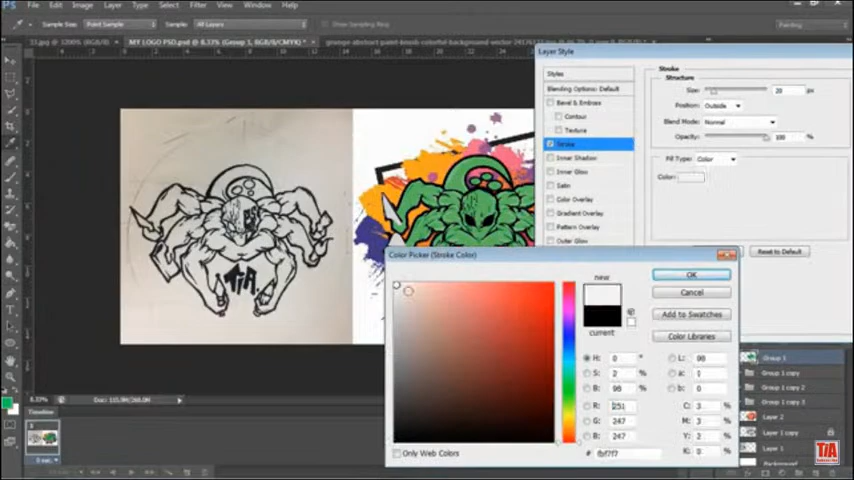 PS File Edit Image Layer Type Select Filter View Window Help
Sample Size: Point Sample Sample: All Layers Show Sampling Ring Painting
MY LOGO PSD.psd @ 8.33% (Group 1, RGB/8/CMYK) *
Layer Style
Styles
Blending Options: Default
Bevel & Emboss
Contour
Texture
Stroke
Inner Shadow
Inner Glow
Satin
Color Overlay
Gradient Overlay
Pattern Overlay
Outer Glow
Stroke
Structure
Size: 20 px
Position: Outside
Blend Mode: Normal
Opacity: 100 %
Fill Type: Color
Color:
Reset to Default
TiA
Color Picker (Stroke Color)
new
current
OK
Cancel
Add to Swatches
Color Libraries
H: 0 °
S: 2 %
B: 98 %
R: 251
G: 247
B: 247
L: 98
a: 0
b: 0
C: 3 %
M: 3 %
Y: 2 %
K: 0 %
# fbf7f7
Only Web Colors
Group 1
Group 1 copy
Group 1 copy 2
Group 1 copy 3
Layer 2
Layer 1 copy
Layer 1
Background
8.33%
Timeline
1
0 sec.
TIA